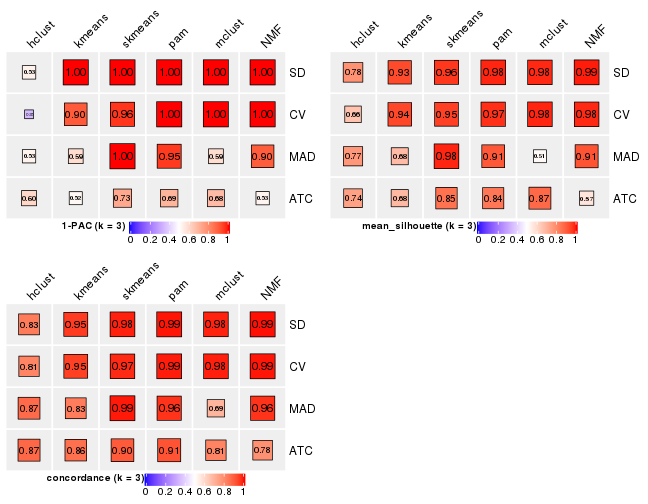 hclust kmeans skmeans pam mclust NMF
0.53 1.00 1.00 1.00 1.00 1.00 SD
0.90 0.96 1.00 1.00 1.00 CV
0.53 0.59 1.00 0.95 0.59 0.90 MAD
0.60 0.52 0.73 0.69 0.68 0.53 ATC
1-PAC (k = 3)
0 0.2 0.4 0.6 0.8 1
hclust kmeans skmeans pam mclust NMF
0.78 0.93 0.96 0.98 0.98 0.99 SD
0.66 0.94 0.95 0.97 0.98 0.98 CV
0.77 0.68 0.98 0.91 0.51 0.91 MAD
0.74 0.68 0.85 0.84 0.87 0.57 ATC
mean_silhouette (k = 3)
0 0.2 0.4 0.6 0.8 1
hclust kmeans skmeans pam mclust NMF
0.83 0.95 0.98 0.99 0.98 0.99 SD
0.81 0.95 0.97 0.99 0.98 0.99 CV
0.87 0.83 0.99 0.96 0.69 0.96 MAD
0.87 0.86 0.90 0.91 0.81 0.78 ATC
concordance (k = 3)
0 0.2 0.4 0.6 0.8 1